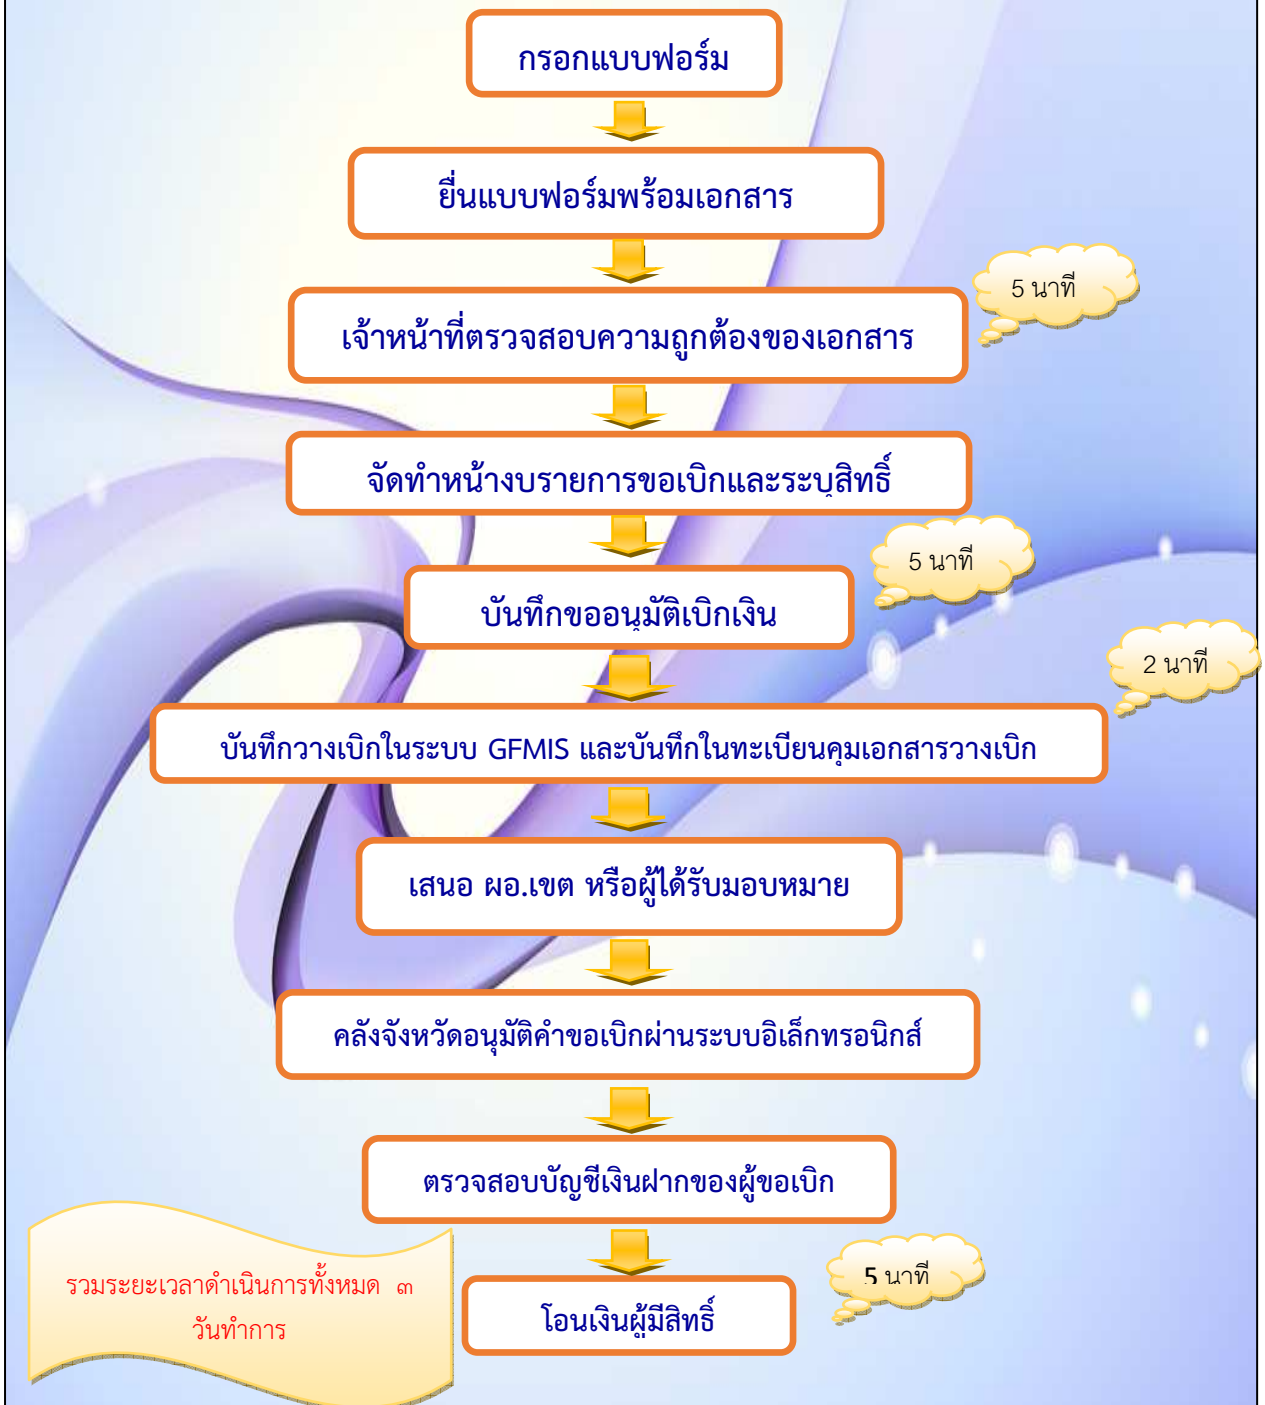 กรอกแบบฟอร์ม
ยื่นแบบฟอร์มพร้อมเอกสาร
5 นาที
เจ้าหน้าที่ตรวจสอบความถูกต้องของเอกสาร
จัดทำหน้างบรายการขอเบิกและระบุสิทธิ์
5 นาที
บันทึกขออนุมัติเบิกเงิน
2 นาที
บันทึกวางเบิกในระบบ GFMIS และบันทึกในทะเบียนคุมเอกสารวางเบิก
เสนอ ผอ.เขต หรือผู้ได้รับมอบหมาย
คลังจังหวัดอนุมัติคำขอเบิกผ่านระบบอิเล็กทรอนิกส์
ตรวจสอบบัญชีเงินฝากของผู้ขอเบิก
5 นาที
โอนเงินผู้มีสิทธิ์
รวมระยะเวลาดำเนินการทั้งหมด ๓
วันทำการ